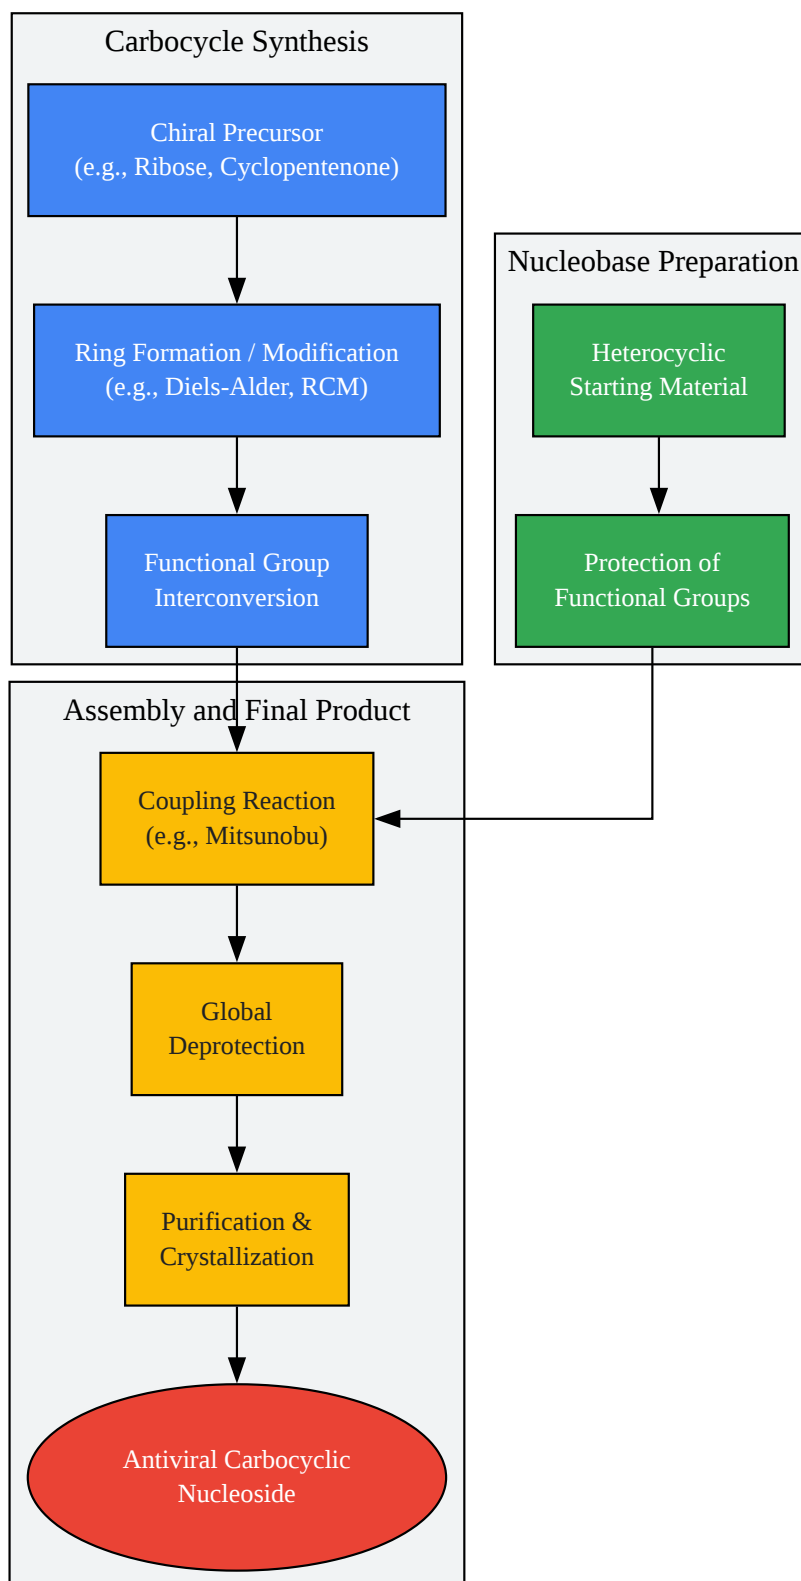 Carbocycle Synthesis
Chiral Precursor
(e.g., Ribose, Cyclopentenone)
Ring Formation / Modification
(e.g., Diels-Alder, RCM)
Functional Group
Interconversion
Nucleobase Preparation
Heterocyclic
Starting Material
Protection of
Functional Groups
Assembly and Final Product
Coupling Reaction
(e.g., Mitsunobu)
Global
Deprotection
Purification &
Crystallization
Antiviral Carbocyclic
Nucleoside